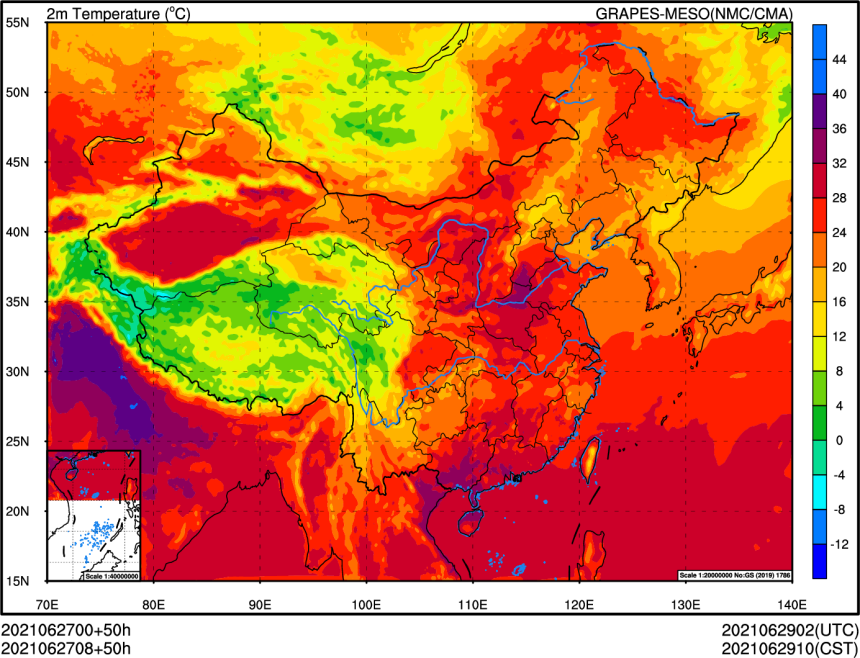 2m Temperature (°C) GRAPES-MESO(NMC/CMA)
55N
50N
45N
40N
35N
30N
25N
20N
15N
70E 80E 90E 100E 110E 120E 130E 140E
44
40
36
32
28
24
20
16
12
8
4
0
-4
-8
-12
Scale 1:40000000
Scale 1:20000000 No:GS (2019) 1786
2021062700+50h 2021062902(UTC)
2021062708+50h 2021062910(CST)